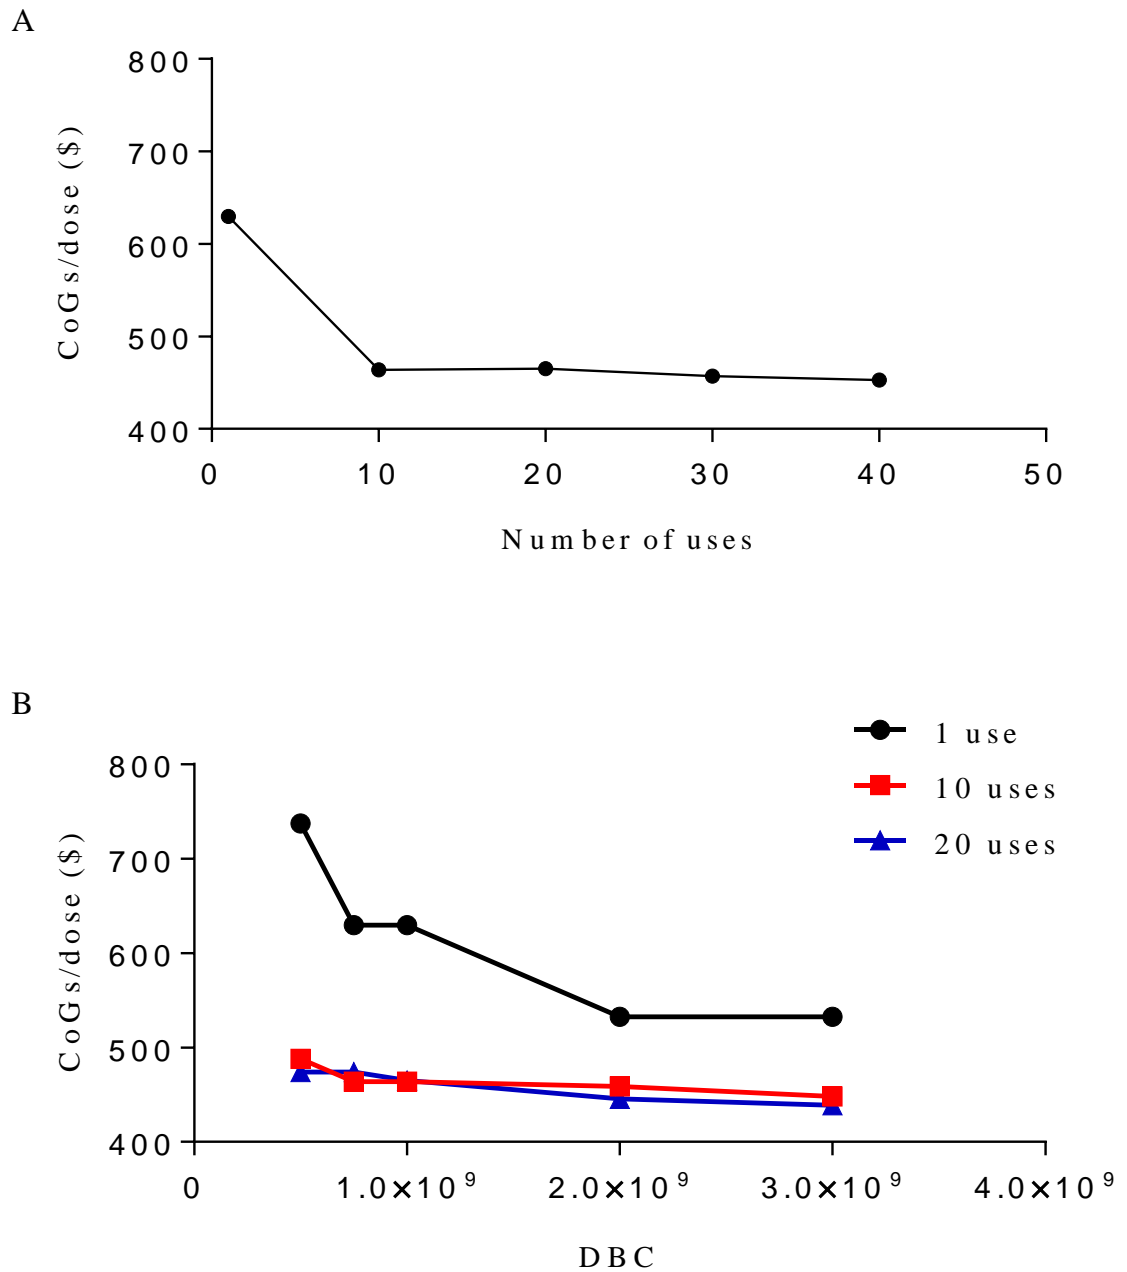 A
800
700
600
500
400
CoGs/dose ($)
0 10 20 30 40 50
Number of uses
B
1 use
10 uses
20 uses
800
700
600
500
400
CoGs/dose ($)
0 1.0×10⁹ 2.0×10⁹ 3.0×10⁹ 4.0×10⁹
DBC